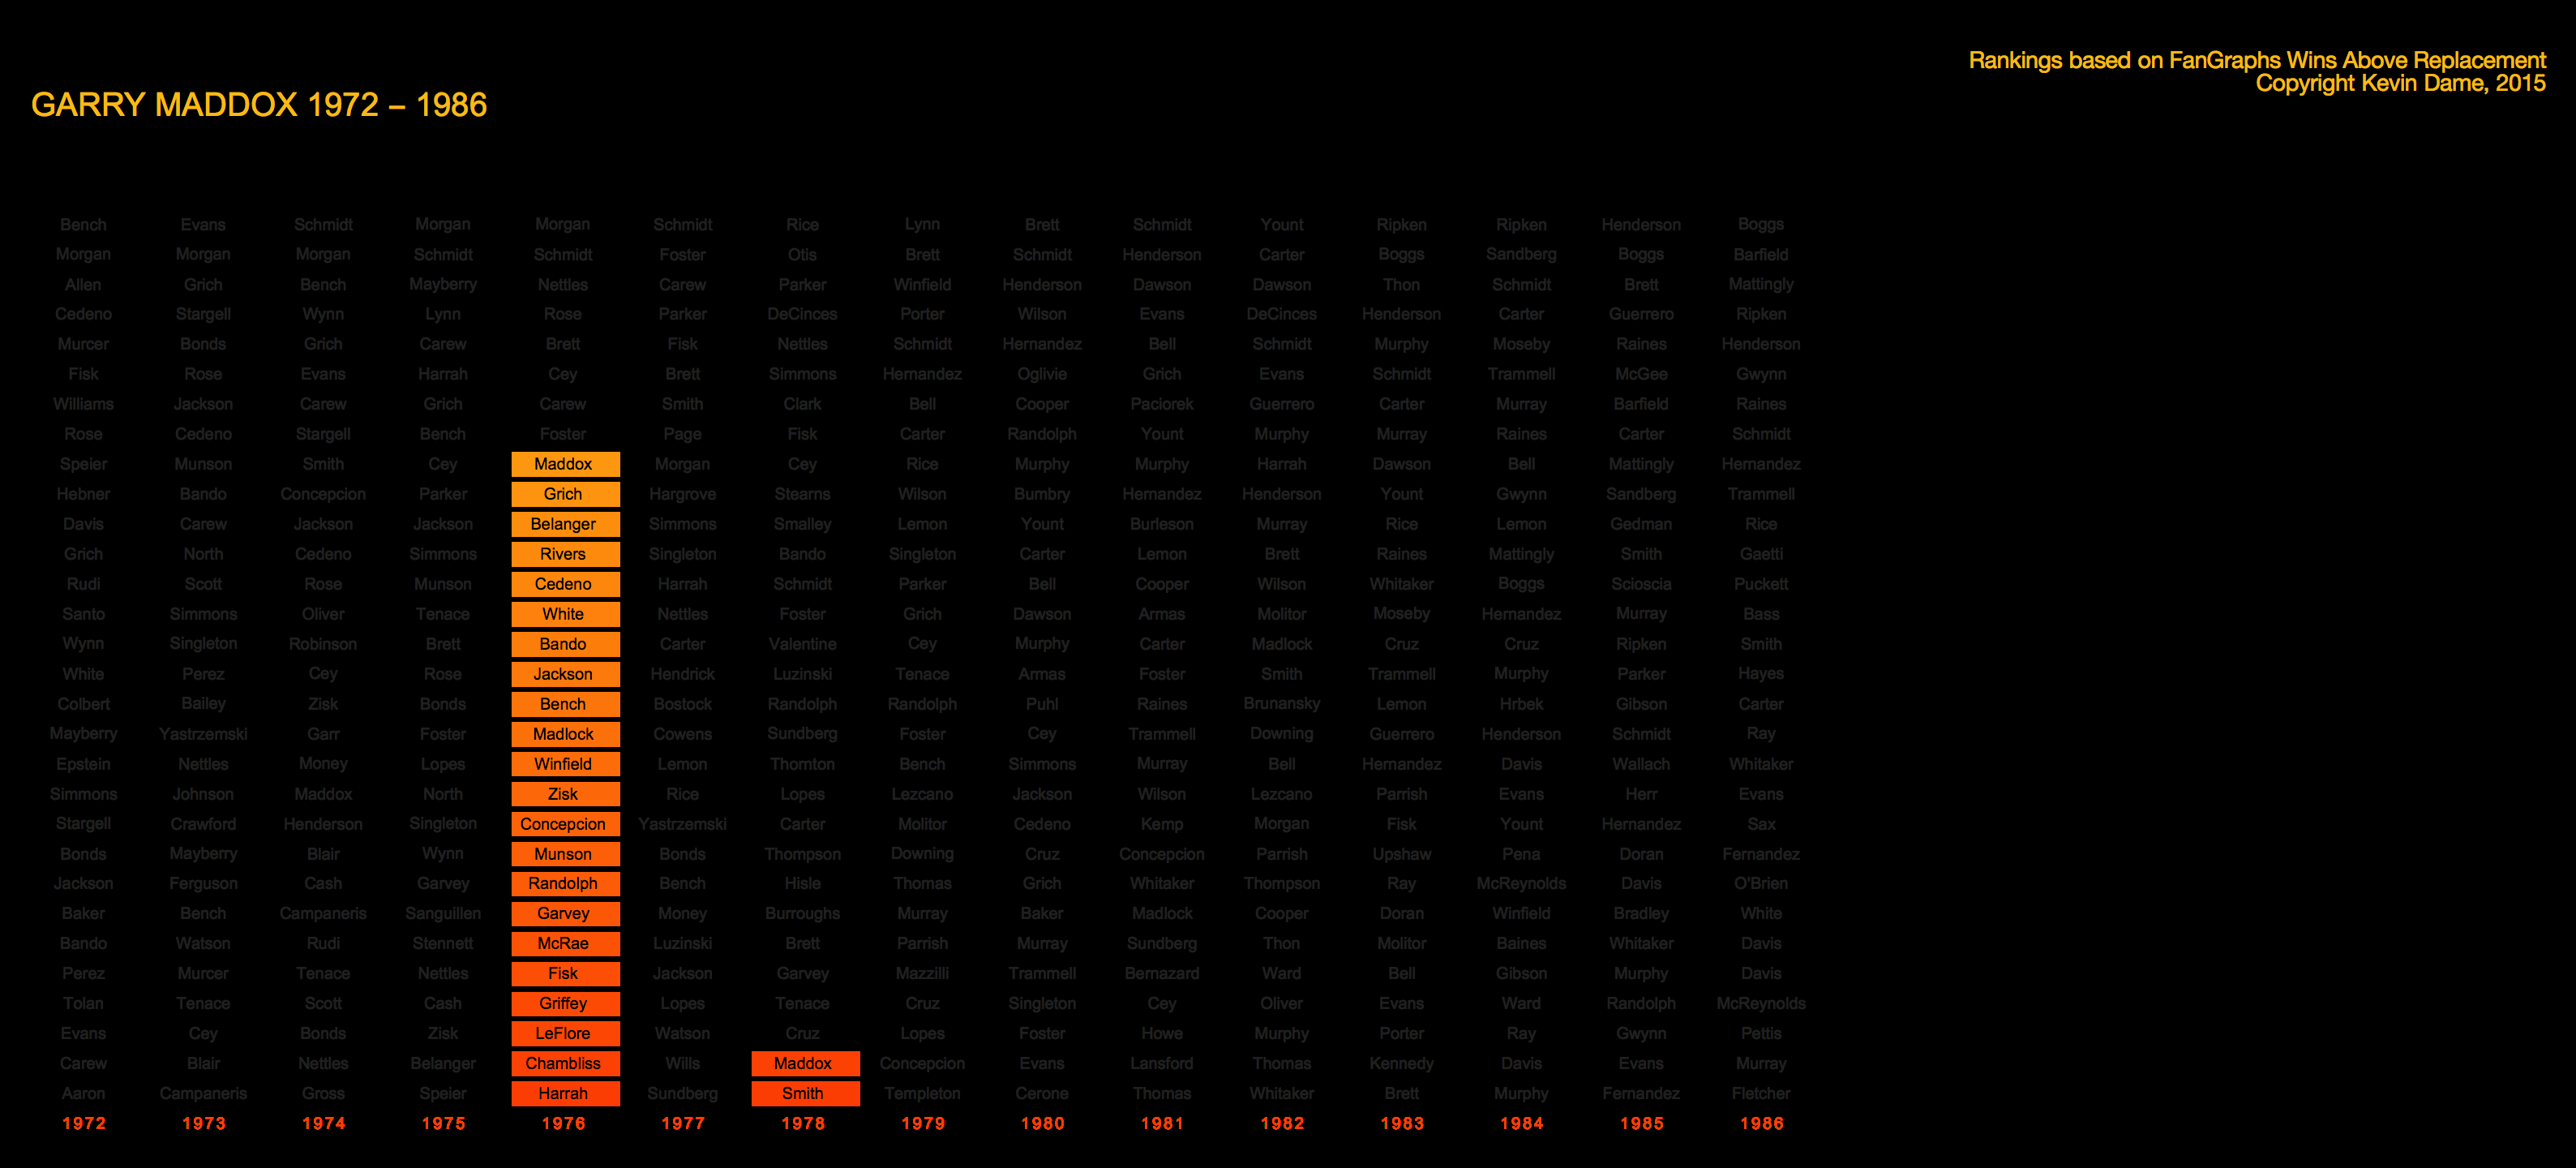 Rankings based on FanGraphs Wins Above Replacement
Copyright Kevin Dame, 2015
GARRY MADDOX 1972 – 1986
Bench Evans Schmidt Morgan Morgan Schmidt Rice Lynn Brett Schmidt Yount Ripken Ripken Henderson Boggs
Morgan Morgan Morgan Schmidt Schmidt Foster Otis Brett Schmidt Henderson Carter Boggs Sandberg Boggs Barfield
Allen Grich Bench Mayberry Nettles Carew Parker Winfield Henderson Dawson Dawson Thon Schmidt Brett Mattingly
Cedeno Stargell Wynn Lynn Rose Parker DeCinces Porter Wilson Evans DeCinces Henderson Carter Guerrero Ripken
Murcer Bonds Grich Carew Brett Fisk Nettles Schmidt Hernandez Bell Schmidt Murphy Moseby Raines Henderson
Fisk Rose Evans Harrah Cey Brett Simmons Hernandez Oglivie Grich Evans Schmidt Trammell McGee Gwynn
Williams Jackson Carew Grich Carew Smith Clark Bell Cooper Paciorek Guerrero Carter Murray Barfield Raines
Rose Cedeno Stargell Bench Foster Page Fisk Carter Randolph Yount Murphy Murray Raines Carter Schmidt
Speier Munson Smith Cey Maddox Morgan Cey Rice Murphy Murphy Harrah Dawson Bell Mattingly Hernandez
Hebner Bando Concepcion Parker Grich Hargrove Stearns Wilson Bumbry Hernandez Henderson Yount Gwynn Sandberg Trammell
Davis Carew Jackson Jackson Belanger Simmons Smalley Lemon Yount Burleson Murray Rice Lemon Gedman Rice
Grich North Cedeno Simmons Rivers Singleton Bando Singleton Carter Lemon Brett Raines Mattingly Smith Gaetti
Rudi Scott Rose Munson Cedeno Harrah Schmidt Parker Bell Cooper Wilson Whitaker Boggs Scioscia Puckett
Santo Simmons Oliver Tenace White Nettles Foster Grich Dawson Armas Molitor Moseby Hernandez Murray Bass
Wynn Singleton Robinson Brett Bando Carter Valentine Cey Murphy Carter Madlock Cruz Cruz Ripken Smith
White Perez Cey Rose Jackson Hendrick Luzinski Tenace Armas Foster Smith Trammell Murphy Parker Hayes
Colbert Bailey Zisk Bonds Bench Bostock Randolph Randolph Puhl Raines Brunansky Lemon Hrbek Gibson Carter
Mayberry Yastrzemski Garr Foster Madlock Cowens Sundberg Foster Cey Trammell Downing Guerrero Henderson Schmidt Ray
Epstein Nettles Money Lopes Winfield Lemon Thornton Bench Simmons Murray Bell Hernandez Davis Wallach Whitaker
Simmons Johnson Maddox North Zisk Rice Lopes Lezcano Jackson Wilson Lezcano Parrish Evans Herr Evans
Stargell Crawford Henderson Singleton Concepcion Yastrzemski Carter Molitor Cedeno Kemp Morgan Fisk Yount Hernandez Sax
Bonds Mayberry Blair Wynn Munson Bonds Thompson Downing Cruz Concepcion Parrish Upshaw Pena Doran Fernandez
Jackson Ferguson Cash Garvey Randolph Bench Hisle Thomas Grich Whitaker Thompson Ray McReynolds Davis O'Brien
Baker Bench Campaneris Sanguillen Garvey Money Burroughs Murray Baker Madlock Cooper Doran Winfield Bradley White
Bando Watson Rudi Stennett McRae Luzinski Brett Parrish Murray Sundberg Thon Molitor Baines Whitaker Davis
Perez Murcer Tenace Nettles Fisk Jackson Garvey Mazzilli Trammell Bernazard Ward Bell Gibson Murphy Davis
Tolan Tenace Scott Cash Griffey Lopes Tenace Cruz Singleton Cey Oliver Evans Ward Randolph McReynolds
Evans Cey Bonds Zisk LeFlore Watson Cruz Lopes Foster Howe Murphy Porter Ray Gwynn Pettis
Carew Blair Nettles Belanger Chambliss Wills Maddox Concepcion Evans Lansford Thomas Kennedy Davis Evans Murray
Aaron Campaneris Gross Speier Harrah Sundberg Smith Templeton Cerone Thomas Whitaker Brett Murphy Fernandez Fletcher
1972 1973 1974 1975 1976 1977 1978 1979 1980 1981 1982 1983 1984 1985 1986